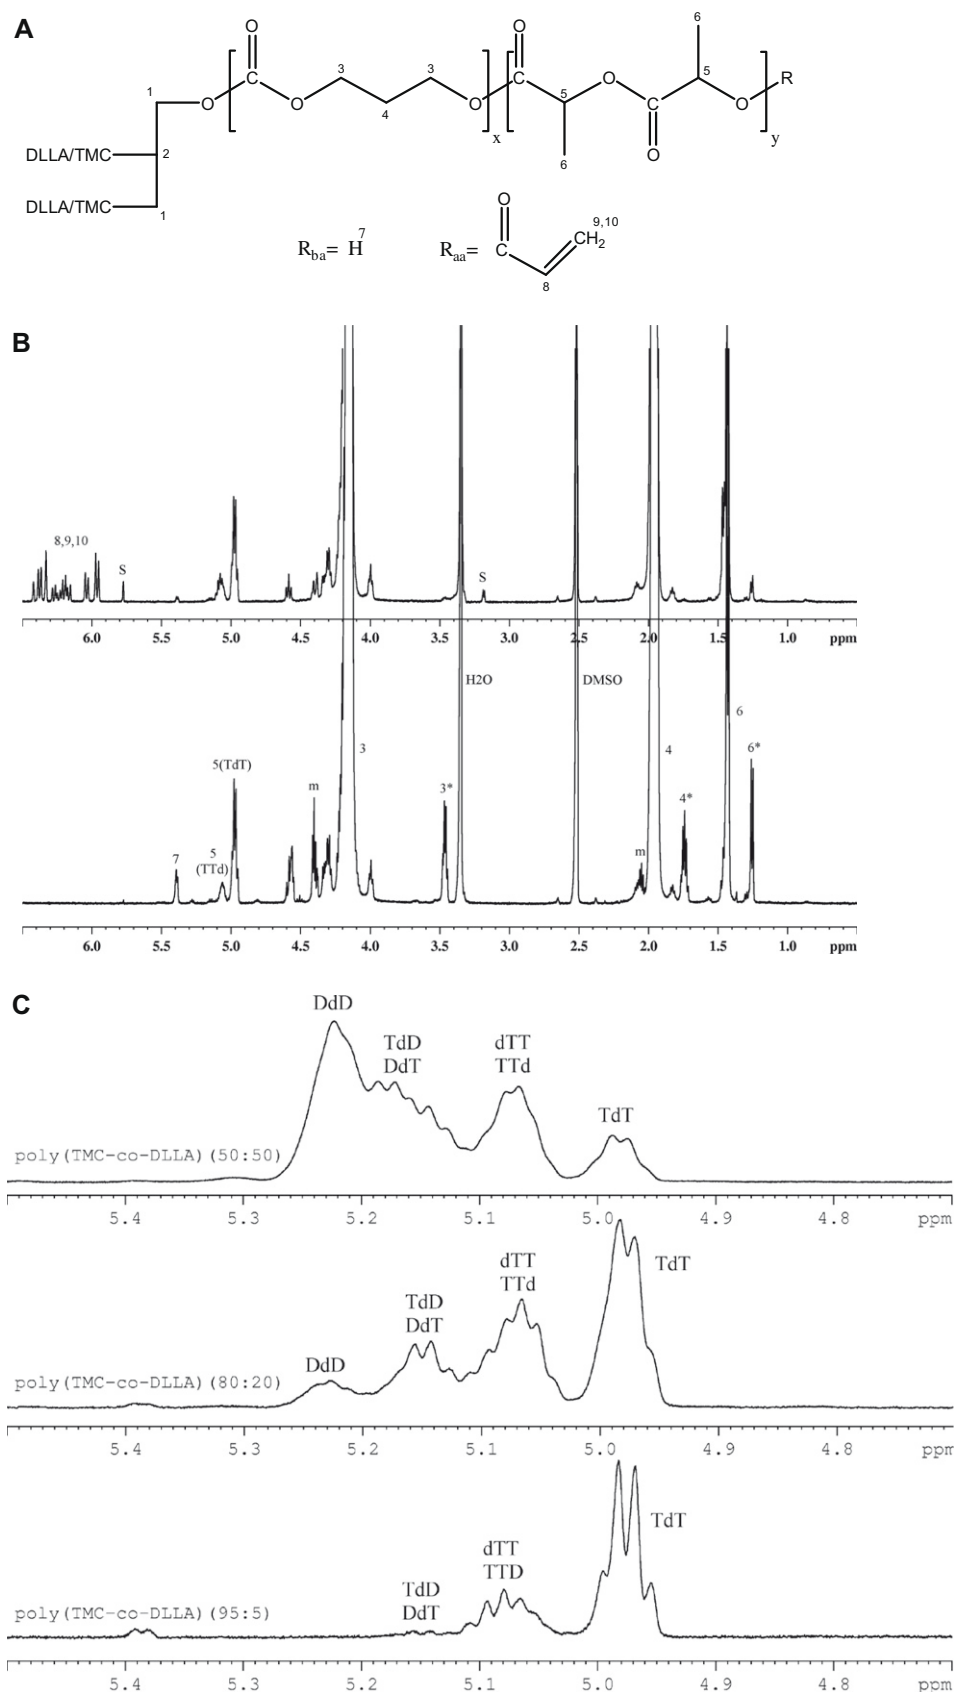 A
O
O
6
3
3
5
O
R
1
C
C
O
O
O
5
C
O
4
x
6
O
y
DLLA/TMC
2
DLLA/TMC
1
O
9,10
7
Rba= H
Raa=
C
CH2
8
B
8,9,10
S
S
6.0 5.5 5.0 4.5 4.0 3.5 3.0 2.5 2.0 1.5 1.0 ppm
H2O
DMSO
6
3
4
6*
5(TdT)
m
3*
4*
7
5
(TTd)
m
6.0 5.5 5.0 4.5 4.0 3.5 3.0 2.5 2.0 1.5 1.0 ppm
C
DdD
TdD
DdT
dTT
TTd
TdT
poly(TMC-co-DLLA)(50:50)
5.4 5.3 5.2 5.1 5.0 4.9 4.8 ppm
dTT
TTd
TdT
TdD
DdT
DdD
poly(TMC-co-DLLA)(80:20)
5.4 5.3 5.2 5.1 5.0 4.9 4.8 ppm
TdT
dTT
TTD
TdD
DdT
poly(TMC-co-DLLA)(95:5)
5.4 5.3 5.2 5.1 5.0 4.9 4.8 ppm